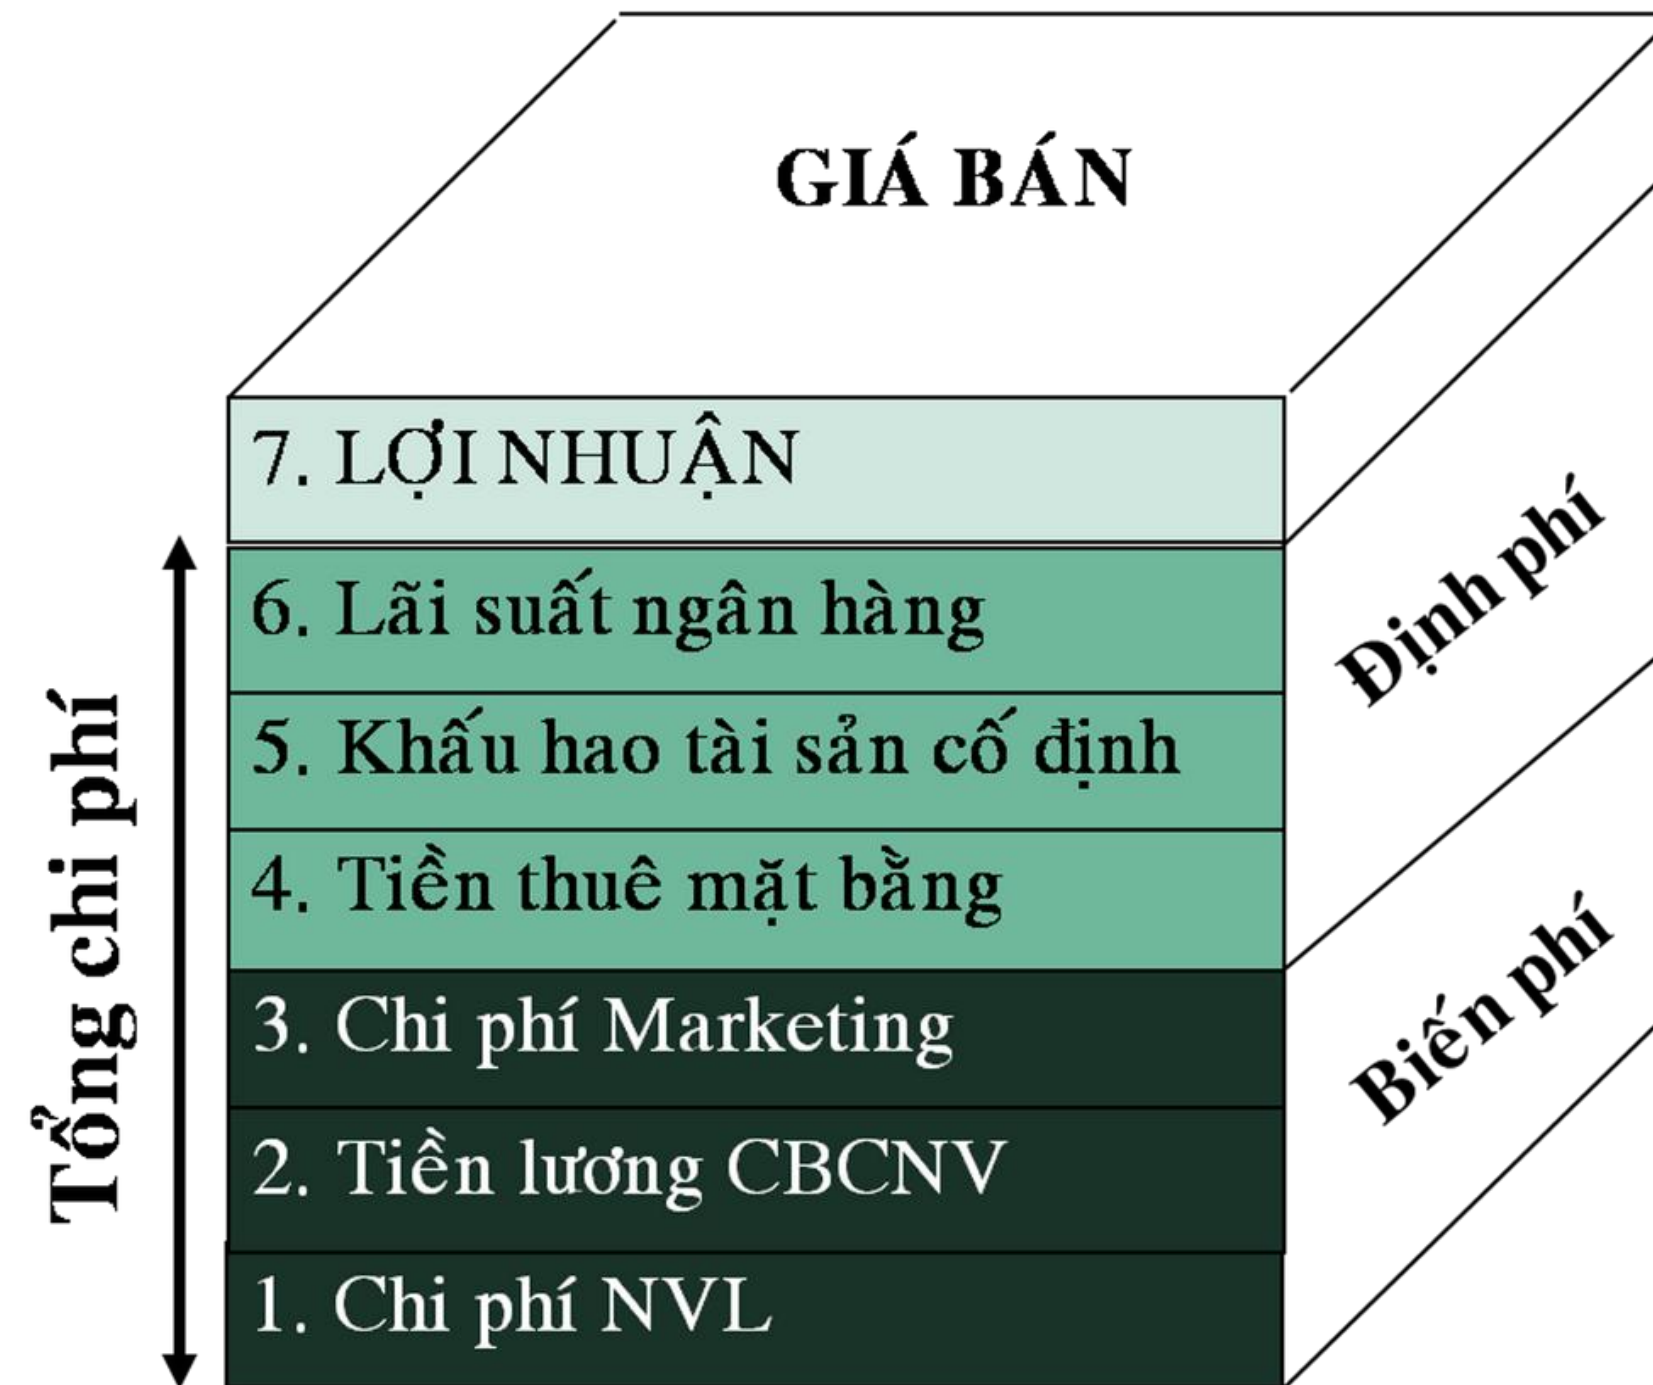 GIÁ BÁN
7. LỢI NHUẬN
6. Lãi suất ngân hàng
5. Khấu hao tài sản cố định
4. Tiền thuê mặt bằng
3. Chi phí Marketing
2. Tiền lương CBCNV
1. Chi phí NVL
Tổng chi phí
Định phí
Biến phí